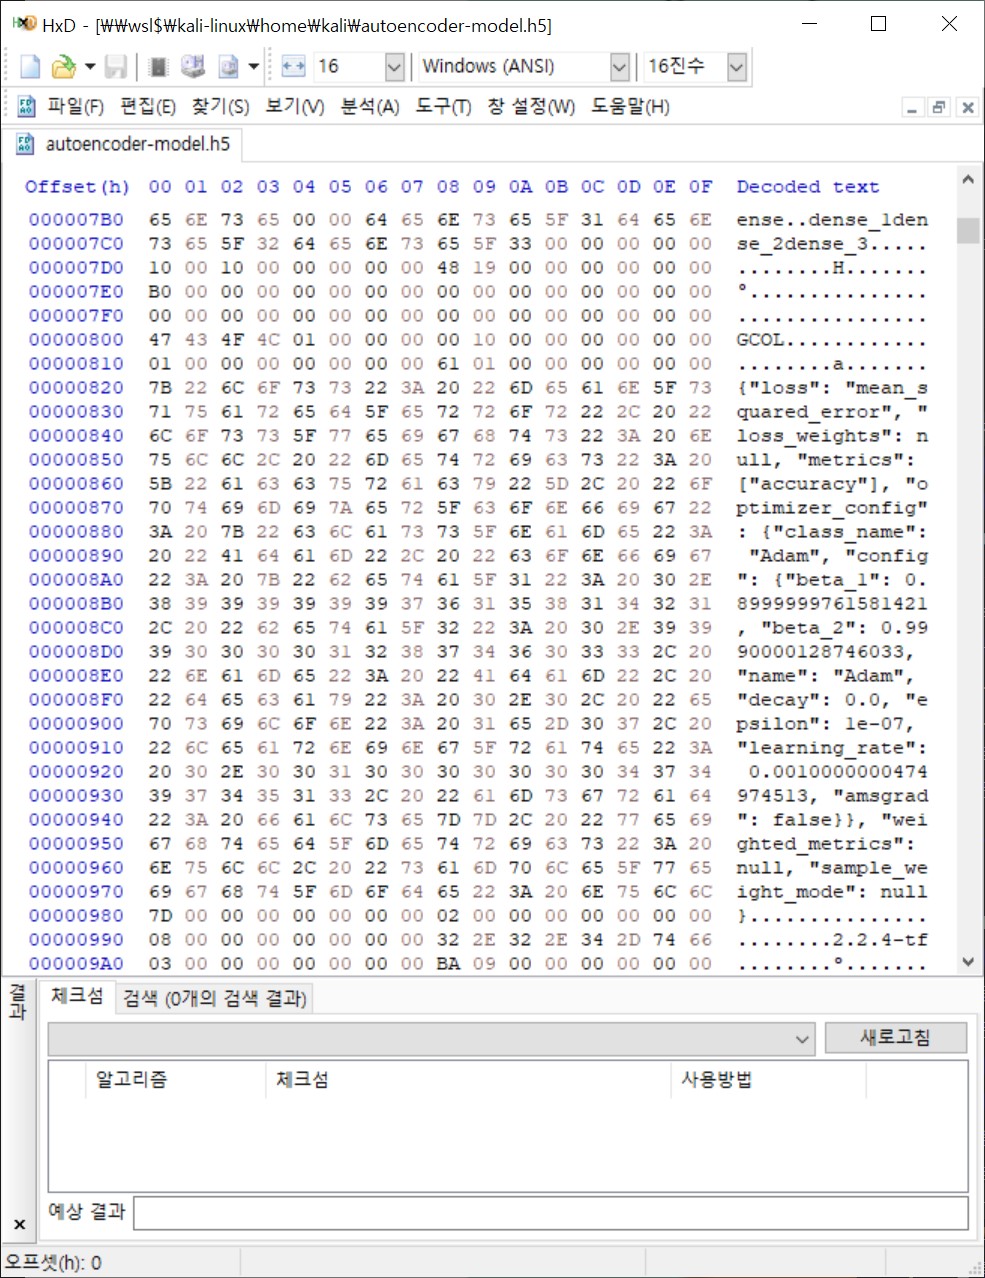 HxD - [₩₩wsl$₩kali-linux₩home₩kali₩autoencoder-model.h5]
16 Windows (ANSI) 16진수
파일(F) 편집(E) 찾기(S) 보기(V) 분석(A) 도구(T) 창 설정(W) 도움말(H)
autoencoder-model.h5
Offset(h) 00 01 02 03 04 05 06 07 08 09 0A 0B 0C 0D 0E 0F Decoded text
000007B0 65 6E 73 65 00 00 64 65 6E 73 65 5F 31 64 65 6E ense..dense_1den
000007C0 73 65 5F 32 64 65 6E 73 65 5F 33 00 00 00 00 00 se_2dense_3.....
000007D0 10 00 10 00 00 00 00 00 48 19 00 00 00 00 00 00 ........H.......
000007E0 B0 00 00 00 00 00 00 00 00 00 00 00 00 00 00 00 °...............
000007F0 00 00 00 00 00 00 00 00 00 00 00 00 00 00 00 00 ................
00000800 47 43 4F 4C 01 00 00 00 00 10 00 00 00 00 00 00 GCOL............
00000810 01 00 00 00 00 00 00 00 61 01 00 00 00 00 00 00 ........a.......
00000820 7B 22 6C 6F 73 73 22 3A 20 22 6D 65 61 6E 5F 73 {"loss": "mean_s
00000830 71 75 61 72 65 64 5F 65 72 72 6F 72 22 2C 20 22 quared_error", "
00000840 6C 6F 73 73 5F 77 65 69 67 68 74 73 22 3A 20 6E loss_weights": n
00000850 75 6C 6C 2C 20 22 6D 65 74 72 69 63 73 22 3A 20 ull, "metrics":
00000860 5B 22 61 63 63 75 72 61 63 79 22 5D 2C 20 22 6F ["accuracy"], "o
00000870 70 74 69 6D 69 7A 65 72 5F 63 6F 6E 66 69 67 22 ptimizer_config"
00000880 3A 20 7B 22 63 6C 61 73 73 5F 6E 61 6D 65 22 3A : {"class_name":
00000890 20 22 41 64 61 6D 22 2C 20 22 63 6F 6E 66 69 67 "Adam", "config
000008A0 22 3A 20 7B 22 62 65 74 61 5F 31 22 3A 20 30 2E ": {"beta_1": 0.
000008B0 38 39 39 39 39 39 39 37 36 31 35 38 31 34 32 31 8999999761581421
000008C0 2C 20 22 62 65 74 61 5F 32 22 3A 20 30 2E 39 39 , "beta_2": 0.99
000008D0 39 30 30 30 30 31 32 38 37 34 36 30 33 33 2C 20 90000128746033,
000008E0 22 6E 61 6D 65 22 3A 20 22 41 64 61 6D 22 2C 20 "name": "Adam",
000008F0 22 64 65 63 61 79 22 3A 20 30 2E 30 2C 20 22 65 "decay": 0.0, "e
00000900 70 73 69 6C 6F 6E 22 3A 20 31 65 2D 30 37 2C 20 psilon": 1e-07,
00000910 22 6C 65 61 72 6E 69 6E 67 5F 72 61 74 65 22 3A "learning_rate":
00000920 20 30 2E 30 30 31 30 30 30 30 30 30 30 34 37 34 0.0010000000474
00000930 39 37 34 35 31 33 2C 20 22 61 6D 73 67 72 61 64 974513, "amsgrad
00000940 22 3A 20 66 61 6C 73 65 7D 7D 2C 20 22 77 65 69 ": false}}, "wei
00000950 67 68 74 65 64 5F 6D 65 74 72 69 63 73 22 3A 20 ghted_metrics":
00000960 6E 75 6C 6C 2C 20 22 73 61 6D 70 6C 65 5F 77 65 null, "sample_we
00000970 69 67 68 74 5F 6D 6F 64 65 22 3A 20 6E 75 6C 6C ight_mode": null
00000980 7D 00 00 00 00 00 00 00 02 00 00 00 00 00 00 00 }...............
00000990 08 00 00 00 00 00 00 00 32 2E 32 2E 34 2D 74 66 ........2.2.4-tf
000009A0 03 00 00 00 00 00 00 00 BA 09 00 00 00 00 00 00 ........º.......
결과
체크섬 검색 (0개의 검색 결과)
새로고침
알고리즘 체크섬 사용방법
예상 결과
오프셋(h): 0